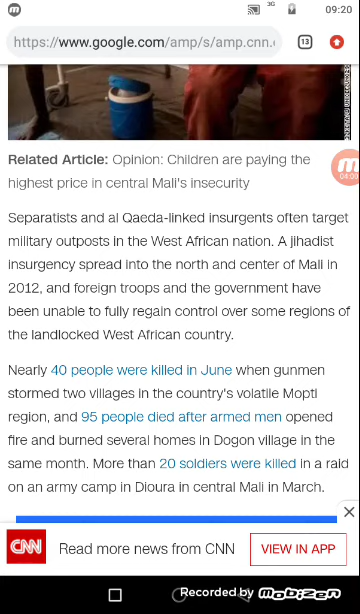 3G
09:20
https://www.google.com/amp/s/amp.cnn.
13
Related Article: Opinion: Children are paying the
highest price in central Mali's insecurity
04:00
Separatists and al Qaeda-linked insurgents often target
military outposts in the West African nation. A jihadist
insurgency spread into the north and center of Mali in
2012, and foreign troops and the government have
been unable to fully regain control over some regions of
the landlocked West African country.
Nearly 40 people were killed in June when gunmen
stormed two villages in the country's volatile Mopti
region, and 95 people died after armed men opened
fire and burned several homes in Dogon village in the
same month. More than 20 soldiers were killed in a raid
on an army camp in Dioura in central Mali in March.
CNN
Read more news from CNN
VIEW IN APP
Recorded by Mobizen